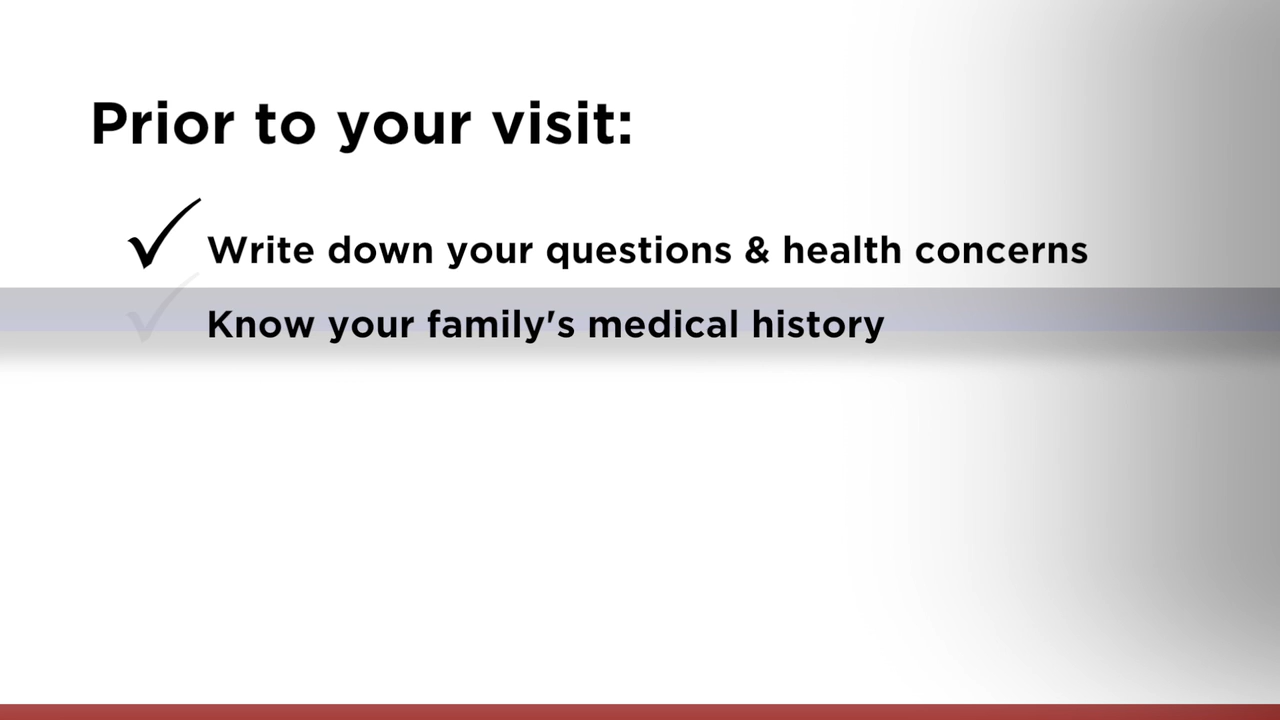 Prior to your visit:
Write down your questions & health concerns
Know your family's medical history